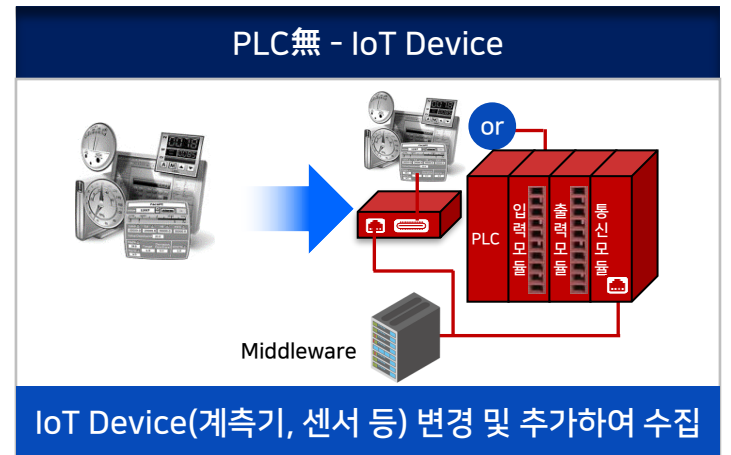 PLC無 - IoT Device
or
PLC
입력모듈
출력모듈
통신모듈
Middleware
IoT Device(계측기, 센서 등) 변경 및 추가하여 수집